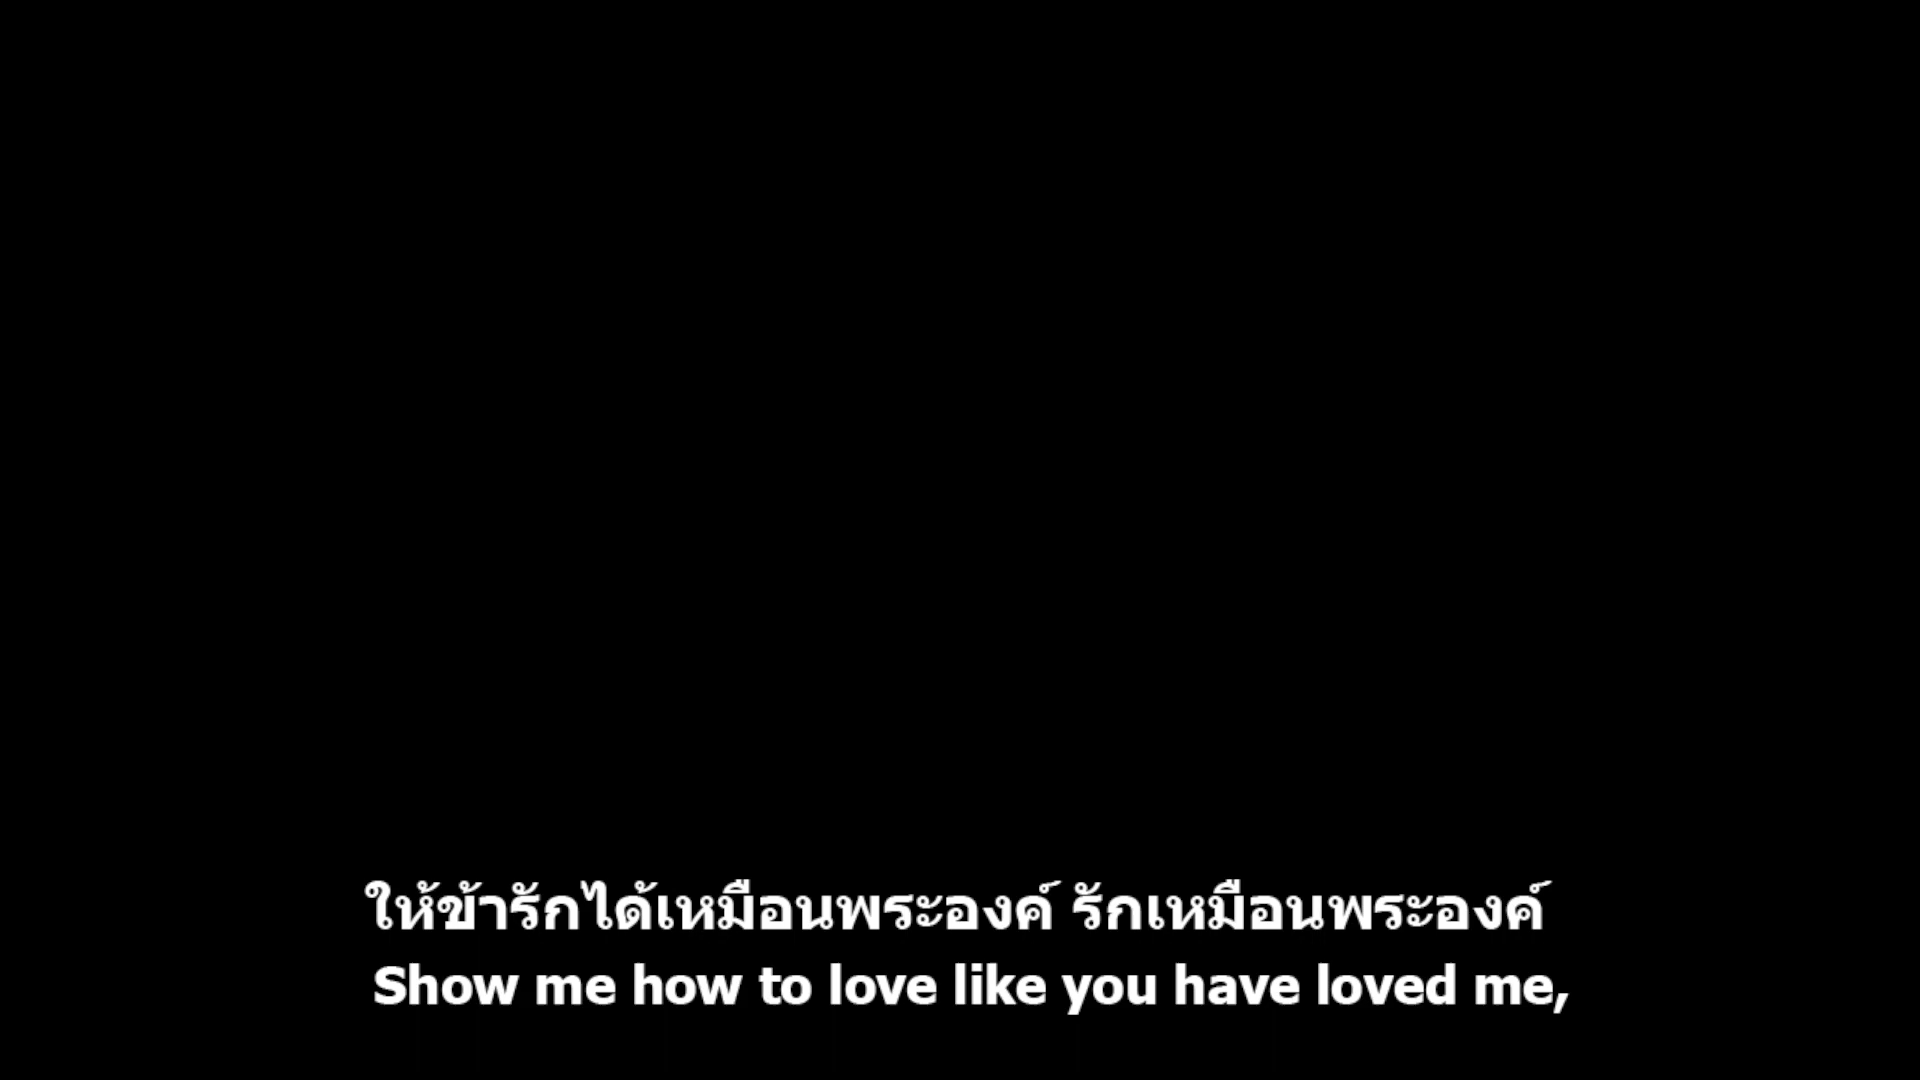 ให้ข้ารักได้เหมือนพระองค์ รักเหมือนพระองค์
Show me how to love like you have loved me,